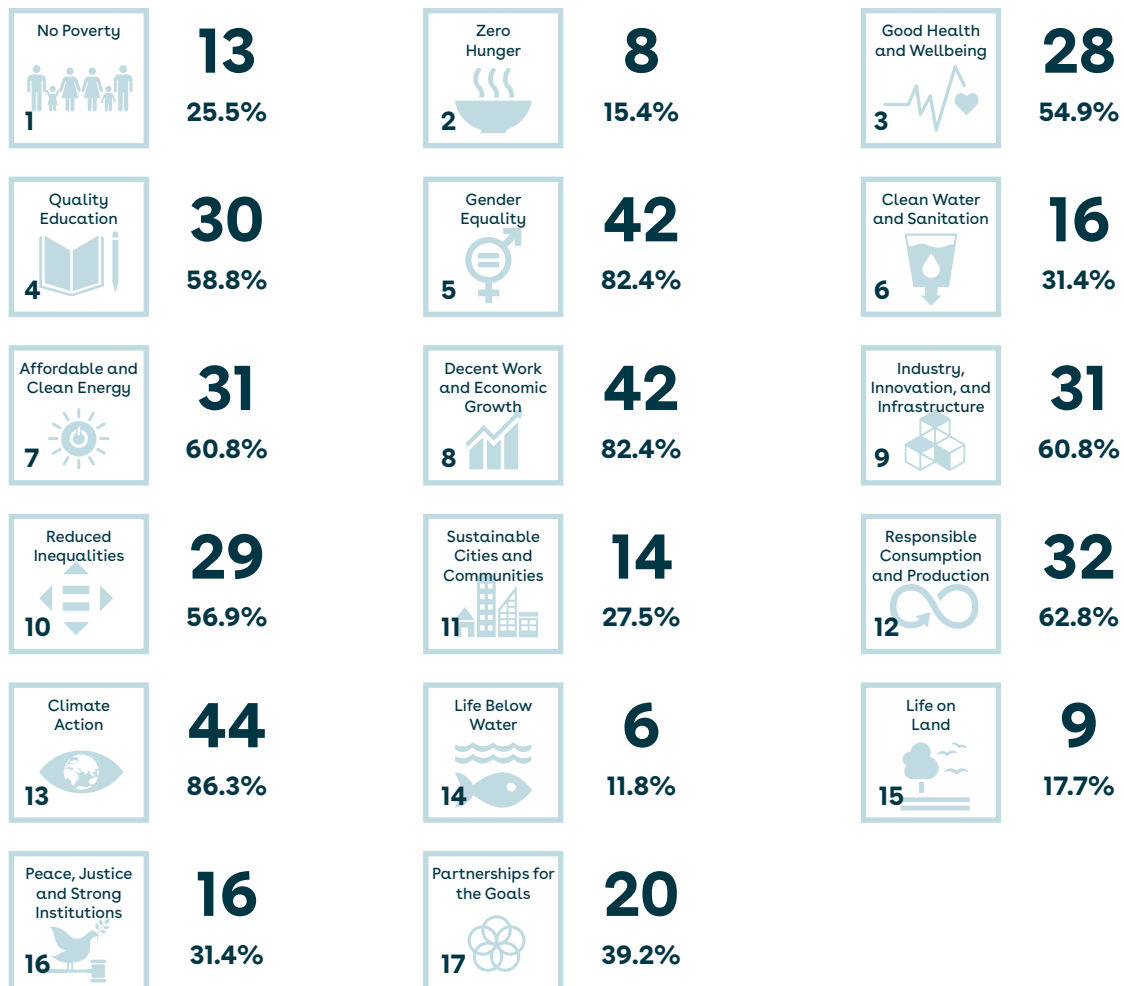 No Poverty
1
13
25.5%
Zero
Hunger
2
8
15.4%
Good Health
and Wellbeing
3
28
54.9%
Quality
Education
4
30
58.8%
Gender
Equality
5
42
82.4%
Clean Water
and Sanitation
6
16
31.4%
Affordable and
Clean Energy
7
31
60.8%
Decent Work
and Economic
Growth
8
42
82.4%
Industry,
Innovation, and
Infrastructure
9
31
60.8%
Reduced
Inequalities
10
29
56.9%
Sustainable
Cities and
Communities
11
14
27.5%
Responsible
Consumption
and Production
12
32
62.8%
Climate
Action
13
44
86.3%
Life Below
Water
14
6
11.8%
Life on
Land
15
9
17.7%
Peace, Justice
and Strong
Institutions
16
16
31.4%
Partnerships for
the Goals
17
20
39.2%